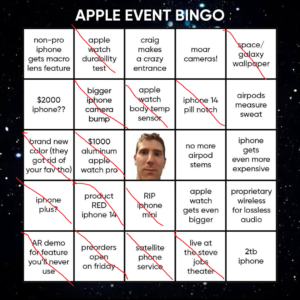 APPLE EVENT BINGO
non-pro
iphone
gets macro
lens feature
apple
watch
durability
test
craig
makes
a crazy
entrance
moar
cameras!
space/
galaxy
wallpaper
$2000
iphone??
bigger
iphone
camera
bump
apple
watch
body temp
sensor
iphone 14
pill notch
airpods
measure
sweat
brand new
color (they
got rid of
your fav tho)
$1000
aluminum
apple
watch pro
no more
airpod
stems
iphone
gets
even more
expensive
iphone
plus?
product
RED
iphone 14
RIP
iphone
mini
apple
watch
gets even
bigger
proprietary
wireless
for lossless
audio
AR demo
for feature
you'll never
use
preorders
open
on friday
satellite
phone
service
live at
the steve
jobs
theater
2tb
iphone